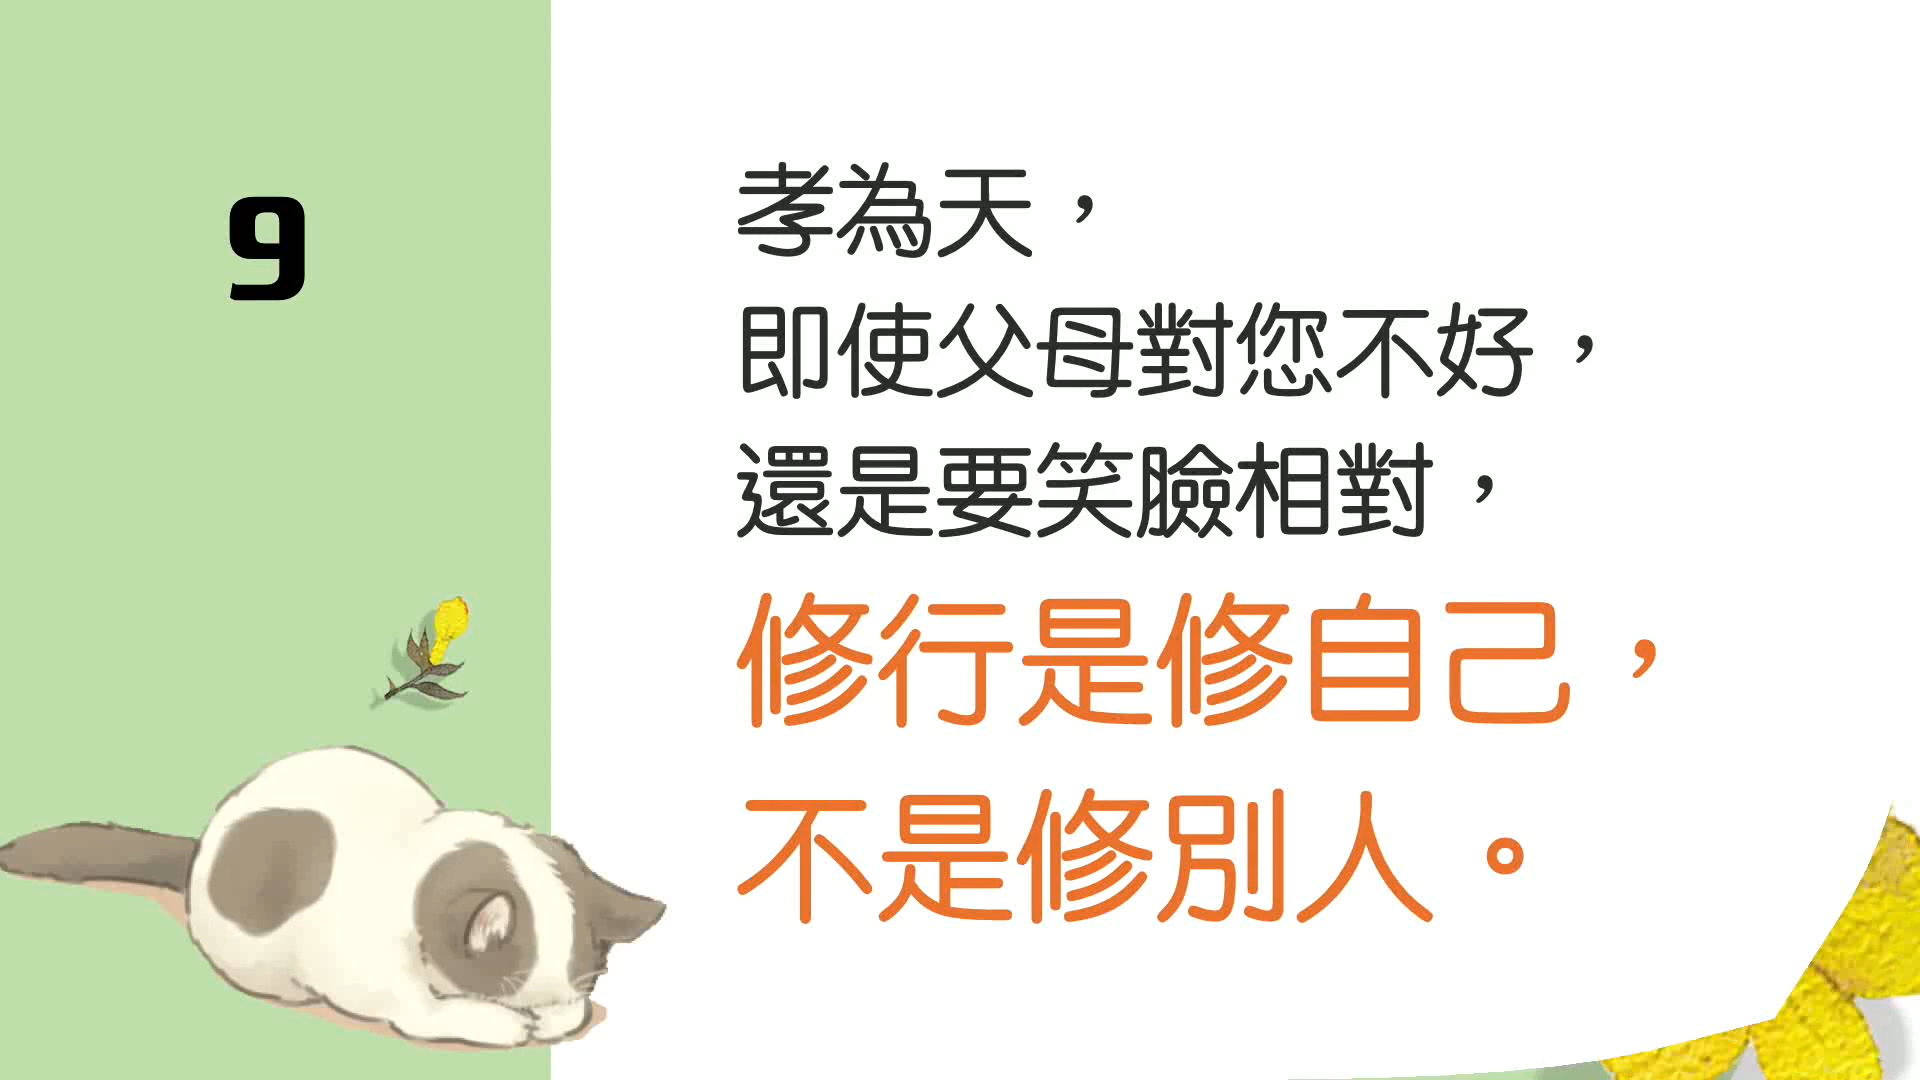 9
孝為天，
即使父母對您不好，
還是要笑臉相對，
修行是修自己，
不是修別人。